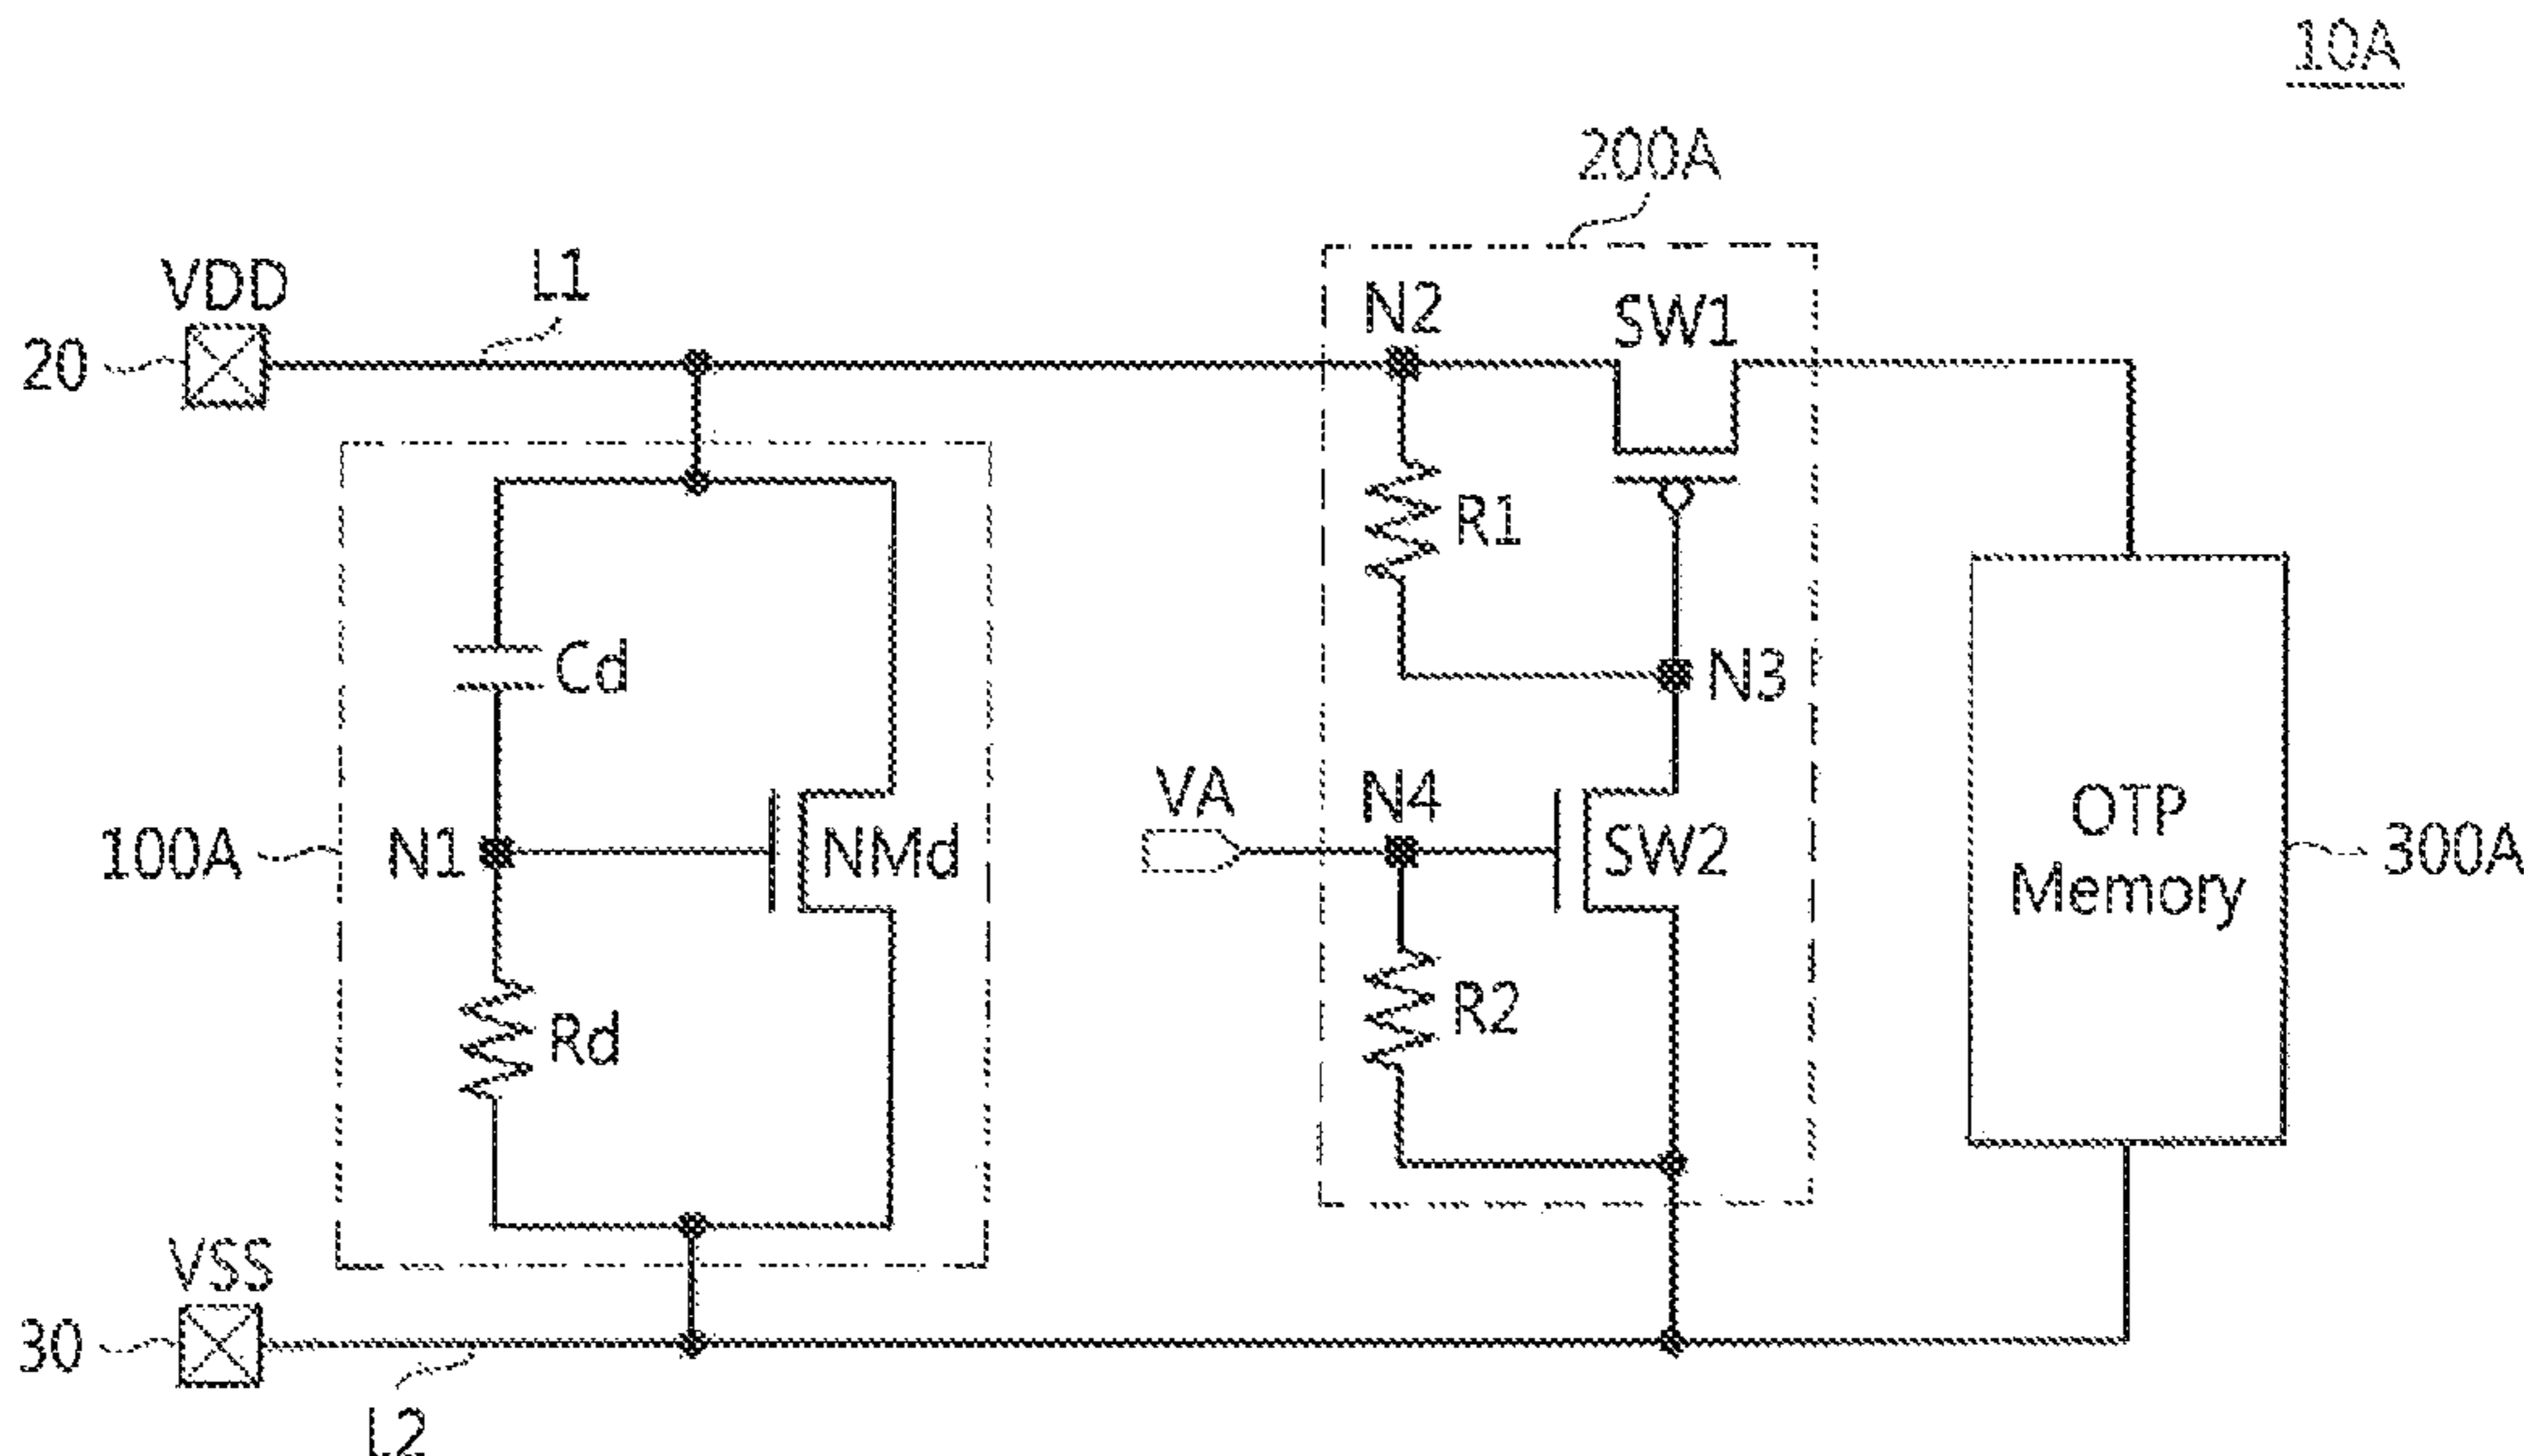 10A
200A
VDD
L1
N2
SW1
20
R1
Cd
N3
VA
N4
100A
N1
NMd
SW2
OTP
Memory
300A
Rd
R2
VSS
30
L2